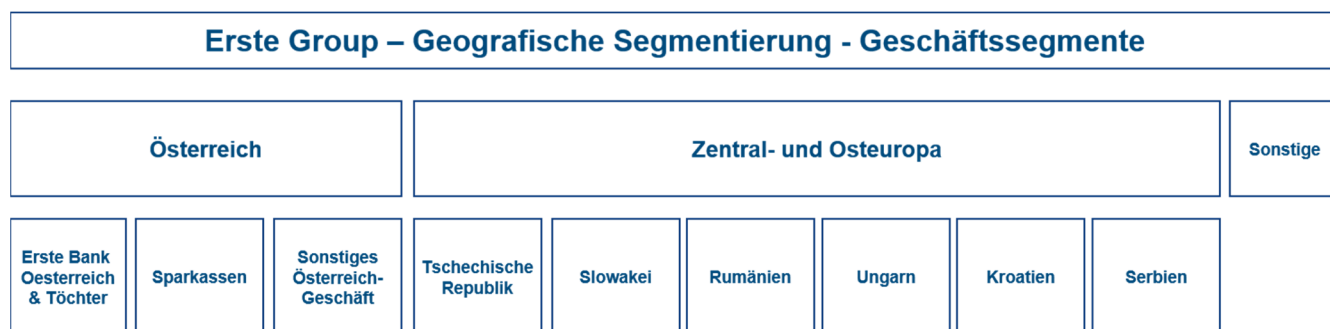 Erste Group – Geografische Segmentierung - Geschäftssegmente
Österreich
Zentral- und Osteuropa
Sonstige
Erste Bank
Oesterreich
& Töchter
Sparkassen
Sonstiges
Österreich-
Geschäft
Tschechische
Republik
Slowakei
Rumänien
Ungarn
Kroatien
Serbien